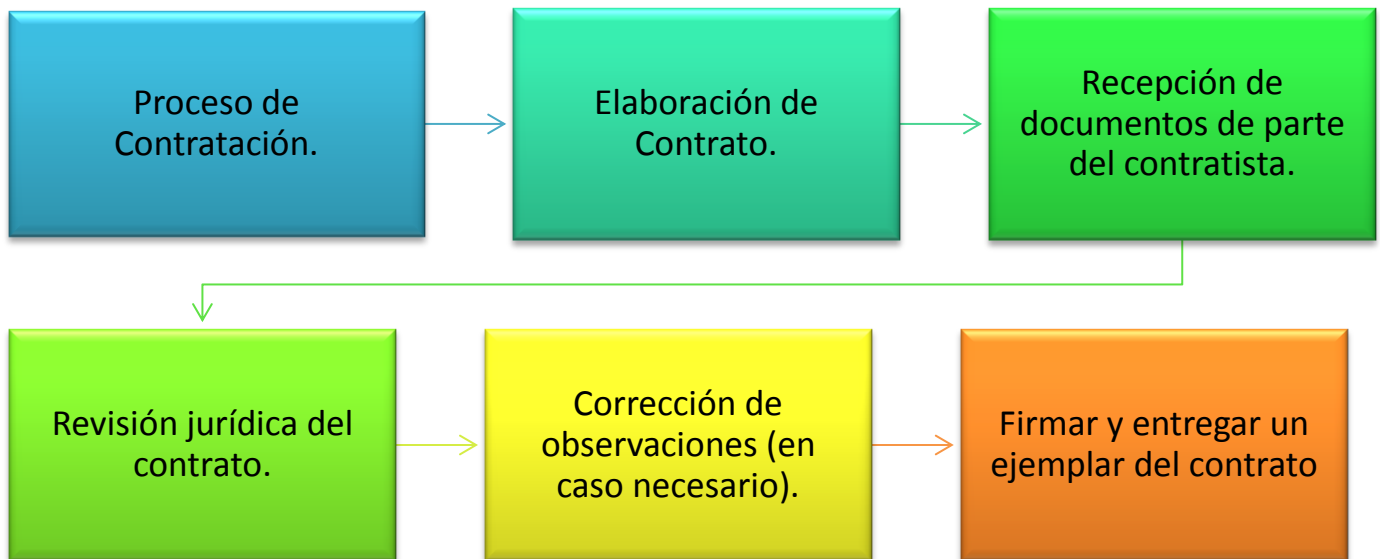 Proceso de
Contratación.
Elaboración de
Contrato.
Recepción de
documentos de parte
del contratista.
Revisión jurídica del
contrato.
Corrección de
observaciones (en
caso necesario).
Firmar y entregar un
ejemplar del contrato